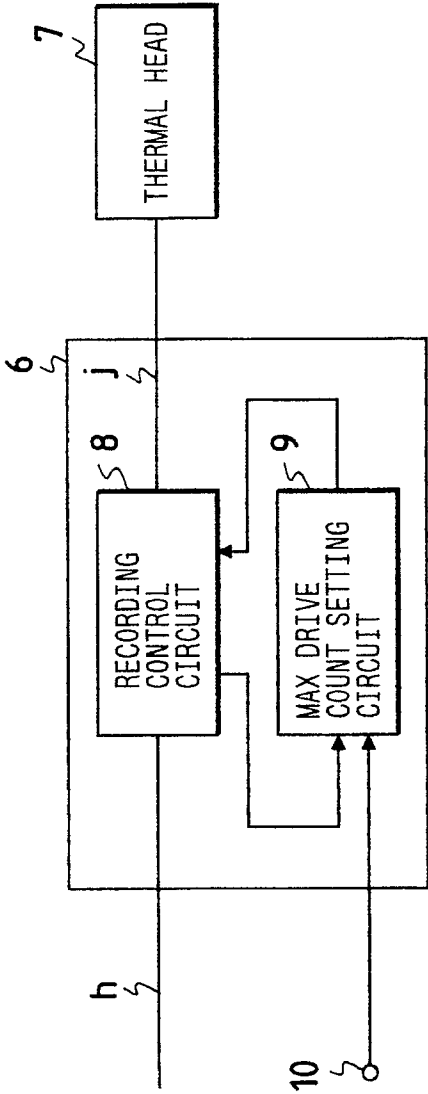 h
10
6
8
RECORDING
CONTROL
CIRCUIT
j
9
MAX DRIVE
COUNT SETTING
CIRCUIT
7
THERMAL HEAD